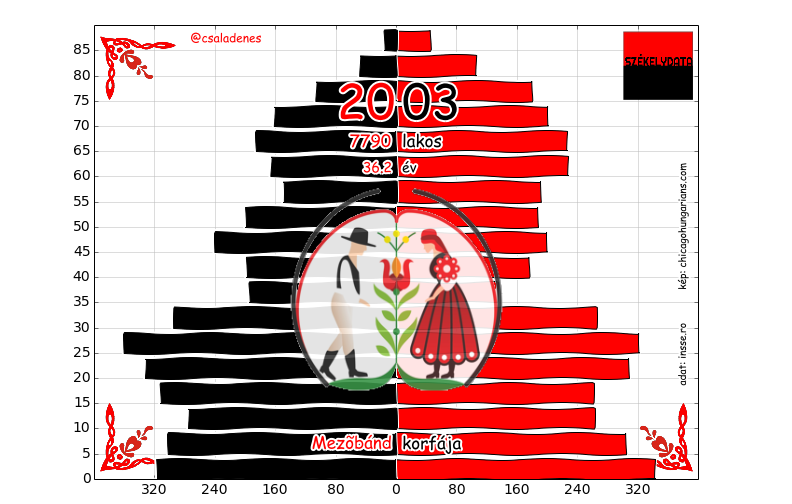 @csaladenes
SZÉKELYDATA
2003
7790 lakos
36.2 év
kép: chicagohungarians.com
adat: insse.ro
Mezőbánd korfája
85
80
75
70
65
60
55
50
45
40
35
30
25
20
15
10
5
0
320 240 160 80 0 80 160 240 320